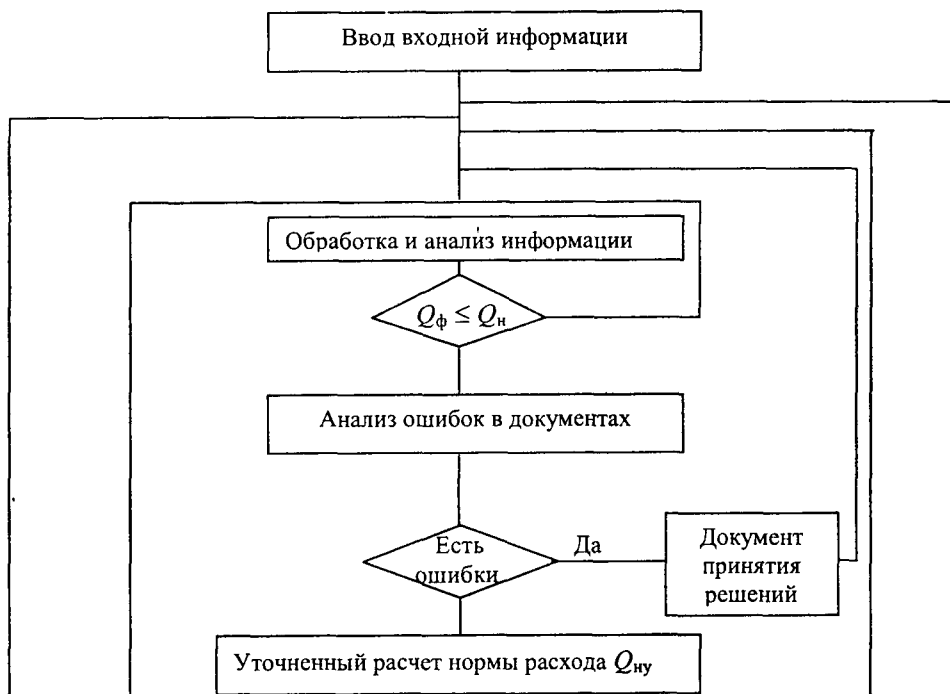 Ввод входной информации
Обработка и анализ информации
Qф ≤ Qн
Анализ ошибок в документах
Есть
ошибки
Да
Документ
принятия
решений
Уточненный расчет нормы расхода Qну